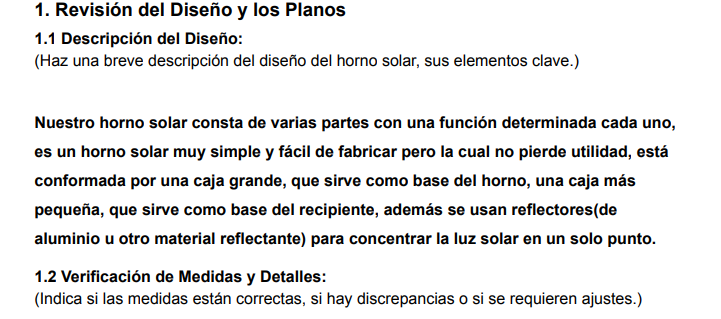 1. Revisión del Diseño y los Planos
1.1 Descripción del Diseño:
(Haz una breve descripción del diseño del horno solar, sus elementos clave.)
Nuestro horno solar consta de varias partes con una función determinada cada uno,
es un horno solar muy simple y fácil de fabricar pero la cual no pierde utilidad, está
conformada por una caja grande, que sirve como base del horno, una caja más
pequeña, que sirve como base del recipiente, además se usan reflectores(de
aluminio u otro material reflectante) para concentrar la luz solar en un solo punto.
1.2 Verificación de Medidas y Detalles:
(Indica si las medidas están correctas, si hay discrepancias o si se requieren ajustes.)